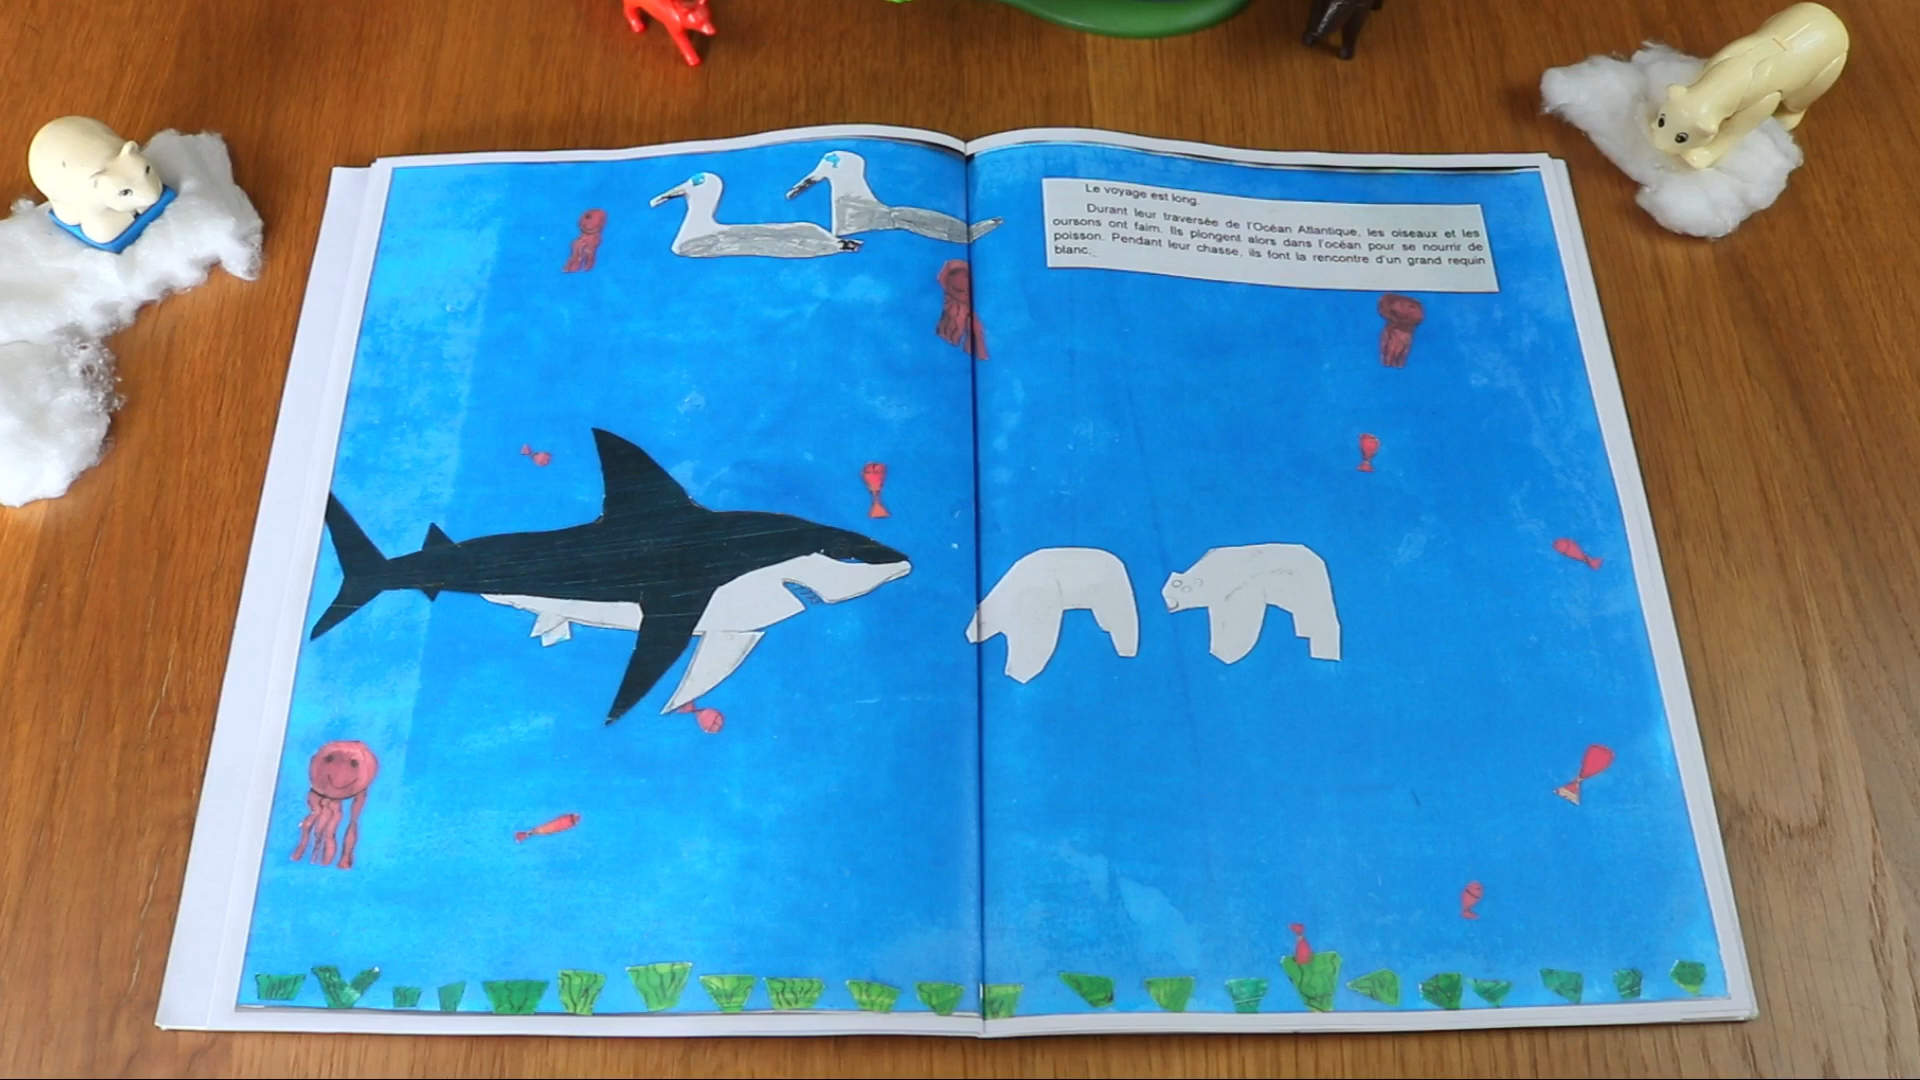 Le voyage est long.
Durant leur traversée de l'Océan Atlantique, les oiseaux et les
oursons ont faim. Ils plongent alors dans l'océan pour se nourrir de
poisson. Pendant leur chasse, ils font la rencontre d'un grand requin
blanc.